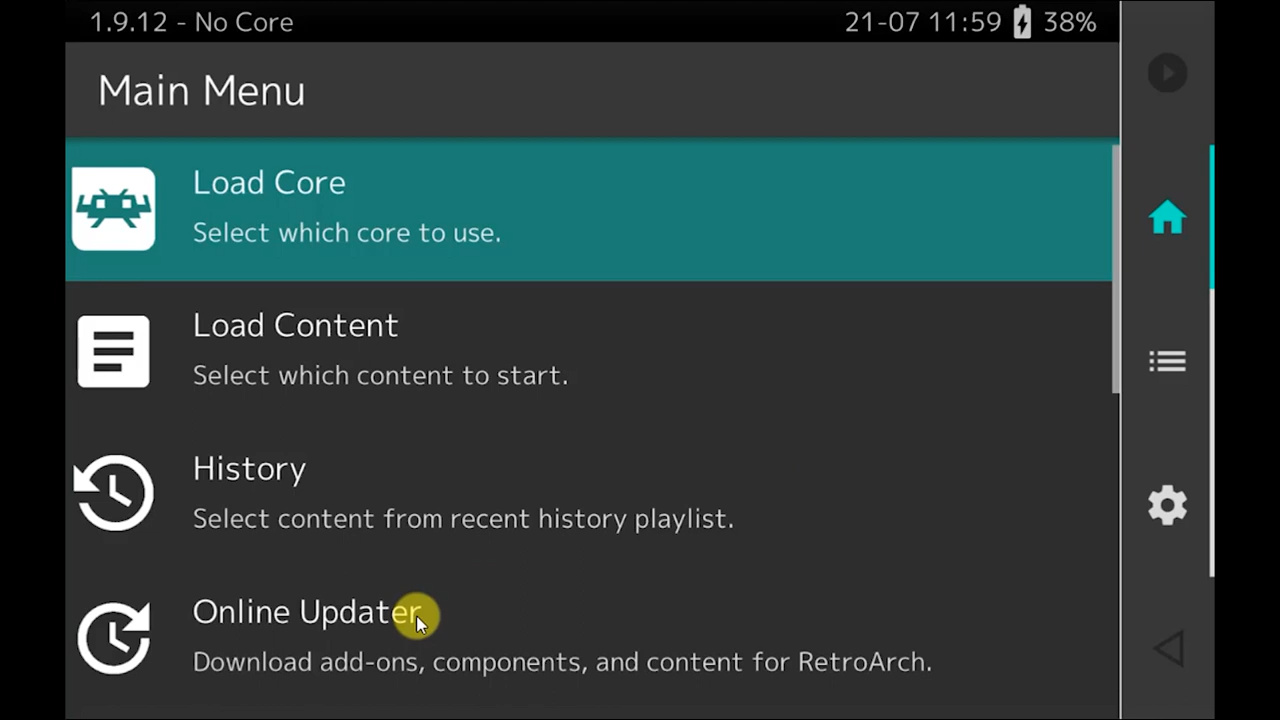 1.9.12 - No Core
21-07 11:59 38%
Main Menu
Load Core
Select which core to use.
Load Content
Select which content to start.
History
Select content from recent history playlist.
Online Updater
Download add-ons, components, and content for RetroArch.